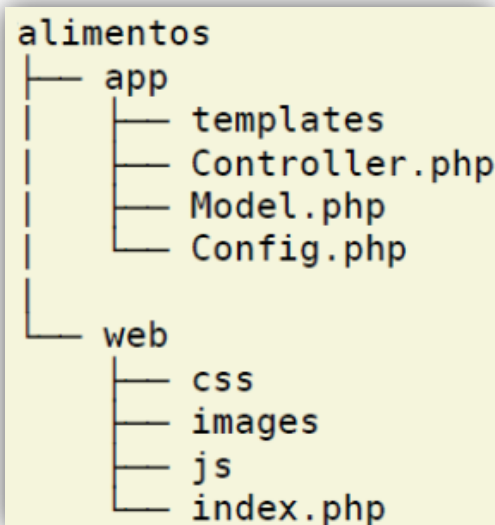 alimentos
├── app
│   ├── templates
│   ├── Controller.php
│   ├── Model.php
│   └── Config.php
│
└── web
    ├── css
    ├── images
    ├── js
    └── index.php